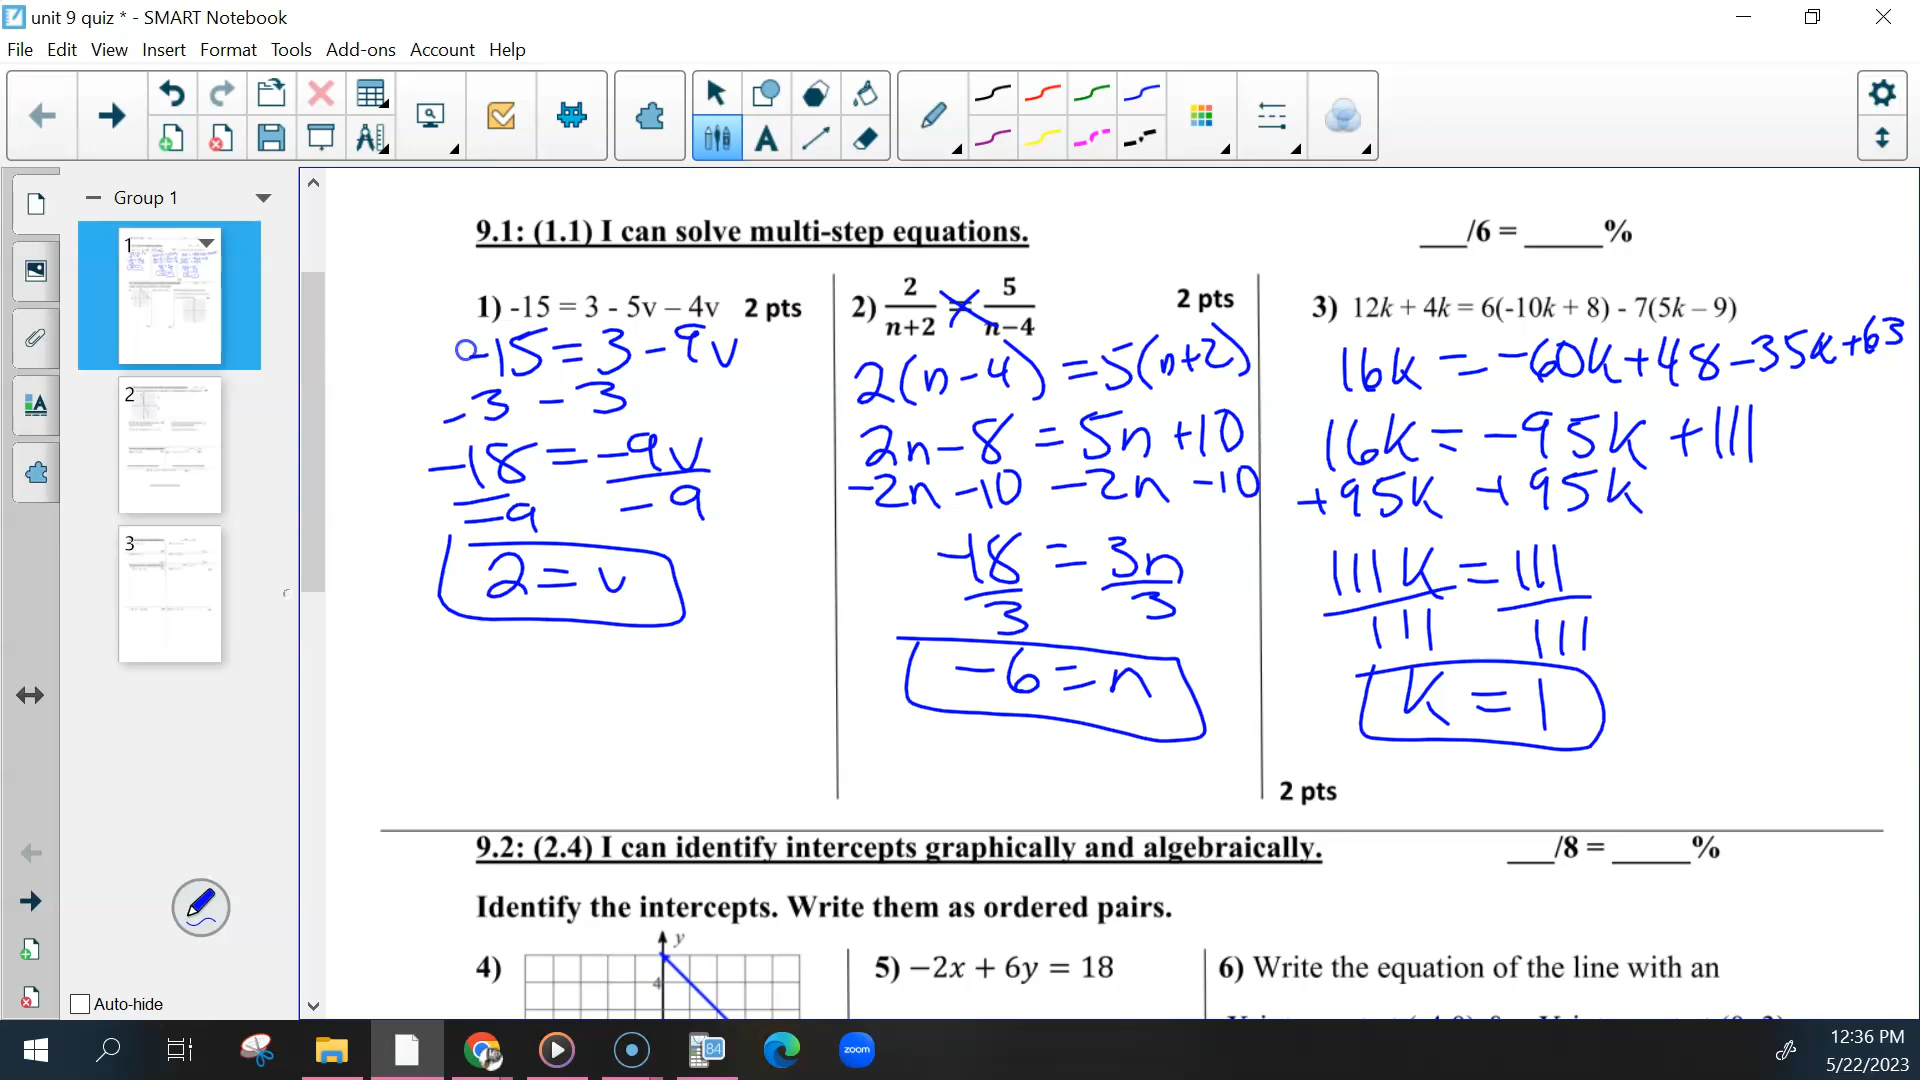 unit 9 quiz * - SMART Notebook
File Edit View Insert Format Tools Add-ons Account Help
Group 1
1
2
3
Auto-hide
9.1: (1.1) I can solve multi-step equations.
___/6 = _____%
1) -15 = 3 - 5v – 4v 2 pts
-15 = 3 - 9v
-3 -3
-18 = -9v
-9 -9
2 = v
2) 2/n+2 = 5/n−4 2 pts
2(n-4) = 5(n+2)
2n-8 = 5n+10
-2n-10 -2n-10
-18 = 3n
3 3
-6 = n
3) 12k + 4k = 6(-10k + 8) - 7(5k – 9)
16k = -60k+48-35k+63
16k = -95k+111
+95k +95k
111k = 111
111 111
k = 1
2 pts
9.2: (2.4) I can identify intercepts graphically and algebraically.
___/8 = _____%
Identify the intercepts. Write them as ordered pairs.
4)
y
4
5) −2x + 6y = 18
6) Write the equation of the line with an
84
zoom
12:36 PM
5/22/2023